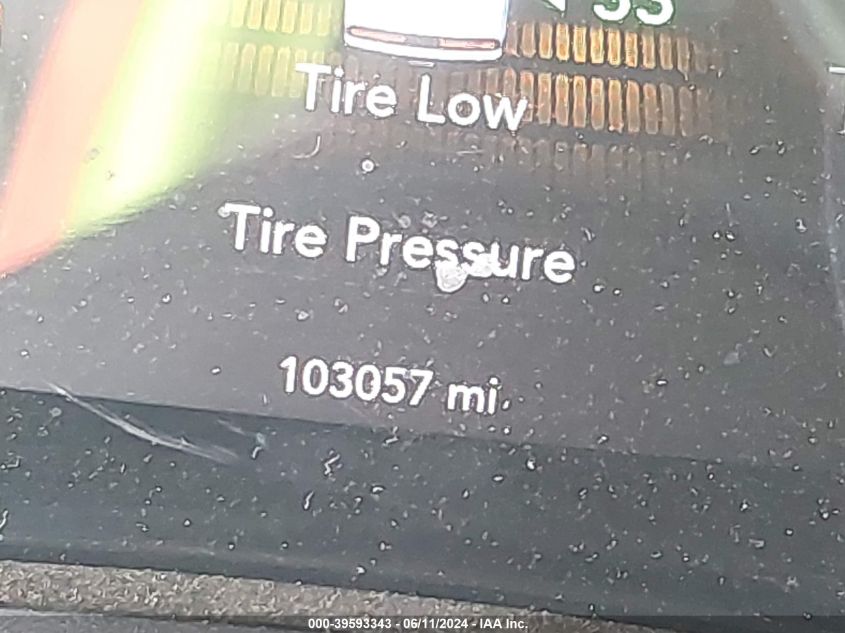 Tire Low
Tire Pressure
103057 mi
000-39593343 - 06/11/2024 - IAA Inc.